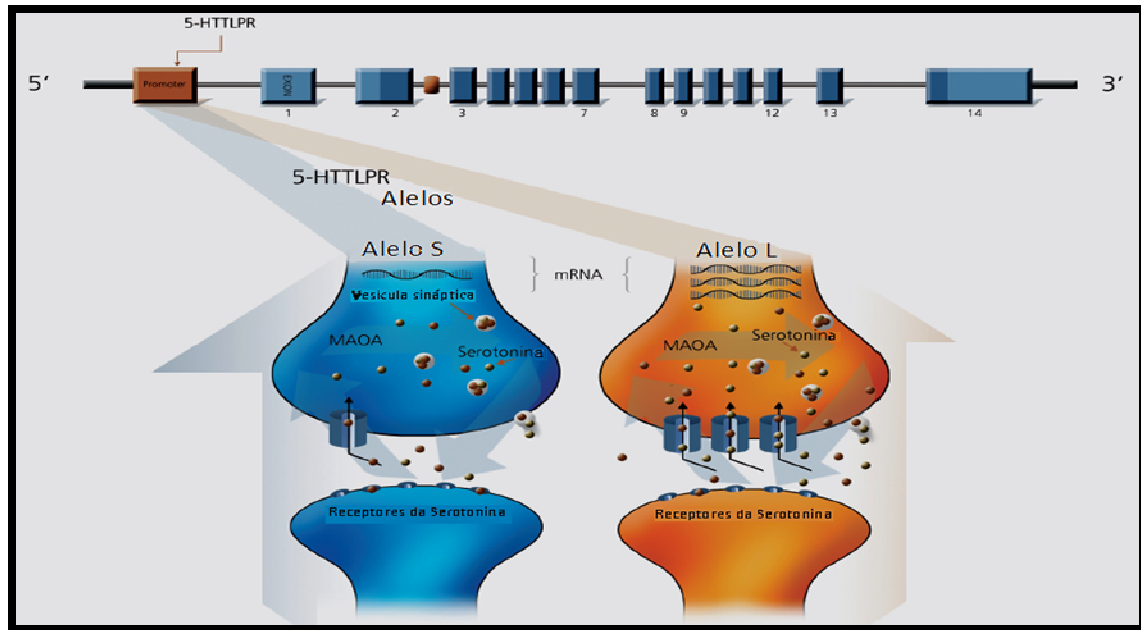 5-HTTLPR
5′
Promoter
EXON
3′
1
2
3
7
8
9
12
13
14
5-HTTLPR
Alelos
Alelo S
mRNA
Alelo L
Vesícula sináptica
MAOA
Serotonina
MAOA
Serotonina
Receptores da Serotonina
Receptores da Serotonina